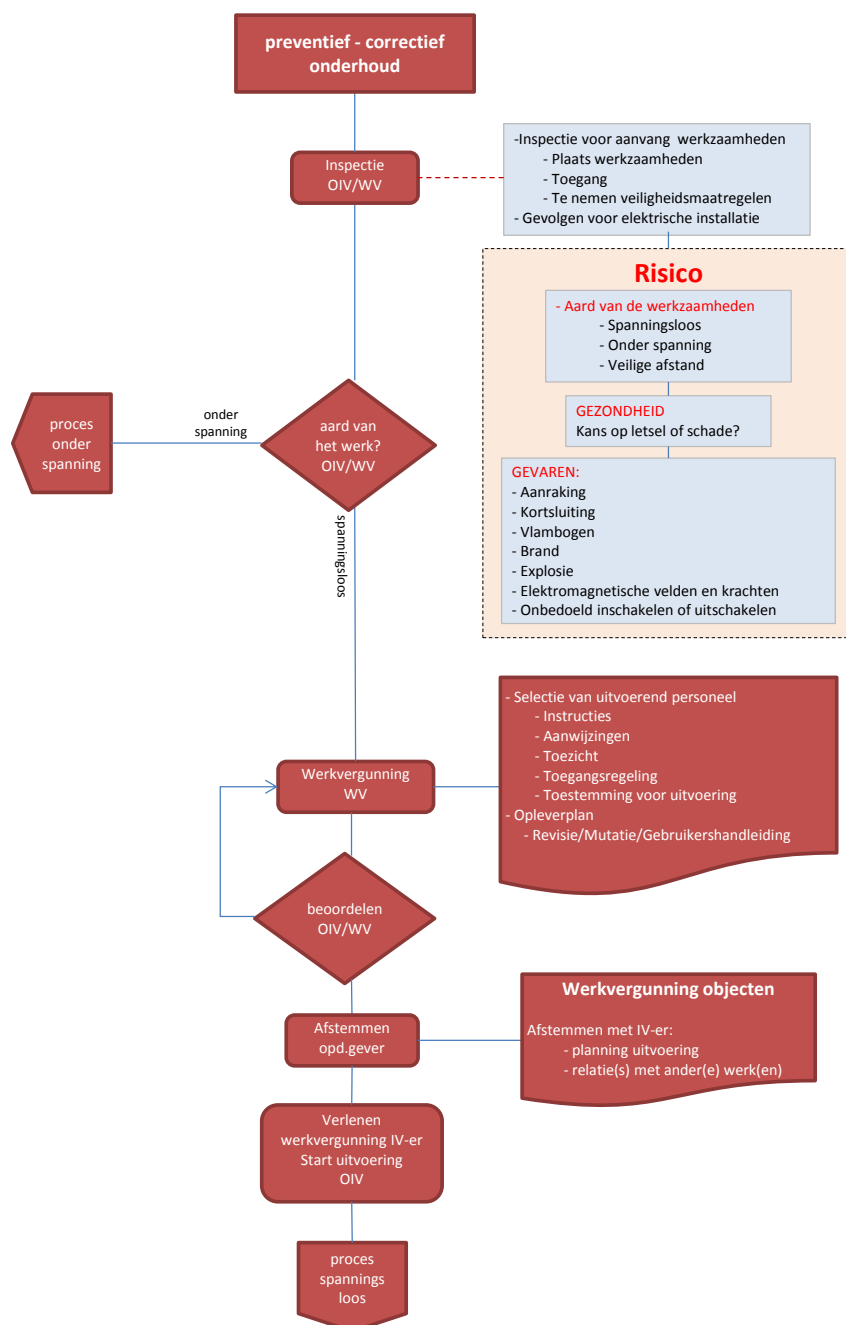 preventief - correctief
onderhoud
Inspectie
OIV/WV
-Inspectie voor aanvang werkzaamheden
- Plaats werkzaamheden
- Toegang
- Te nemen veiligheidsmaatregelen
- Gevolgen voor elektrische installatie
Risico
- Aard van de werkzaamheden
- Spanningsloos
- Onder spanning
- Veilige afstand
GEZONDHEID
Kans op letsel of schade?
GEVAREN:
- Aanraking
- Kortsluiting
- Vlambogen
- Brand
- Explosie
- Elektromagnetische velden en krachten
- Onbedoeld inschakelen of uitschakelen
aard van
het werk?
OIV/WV
onder
spanning
proces
onder
spanning
spanningsloos
Werkvergunning
WV
- Selectie van uitvoerend personeel
- Instructies
- Aanwijzingen
- Toezicht
- Toegangsregeling
- Toestemming voor uitvoering
- Opleverplan
- Revisie/Mutatie/Gebruikershandleiding
beoordelen
OIV/WV
Afstemmen
opd.gever
Werkvergunning objecten
Afstemmen met IV-er:
- planning uitvoering
- relatie(s) met ander(e) werk(en)
Verlenen
werkvergunning IV-er
Start uitvoering
OIV
proces
spannings
loos